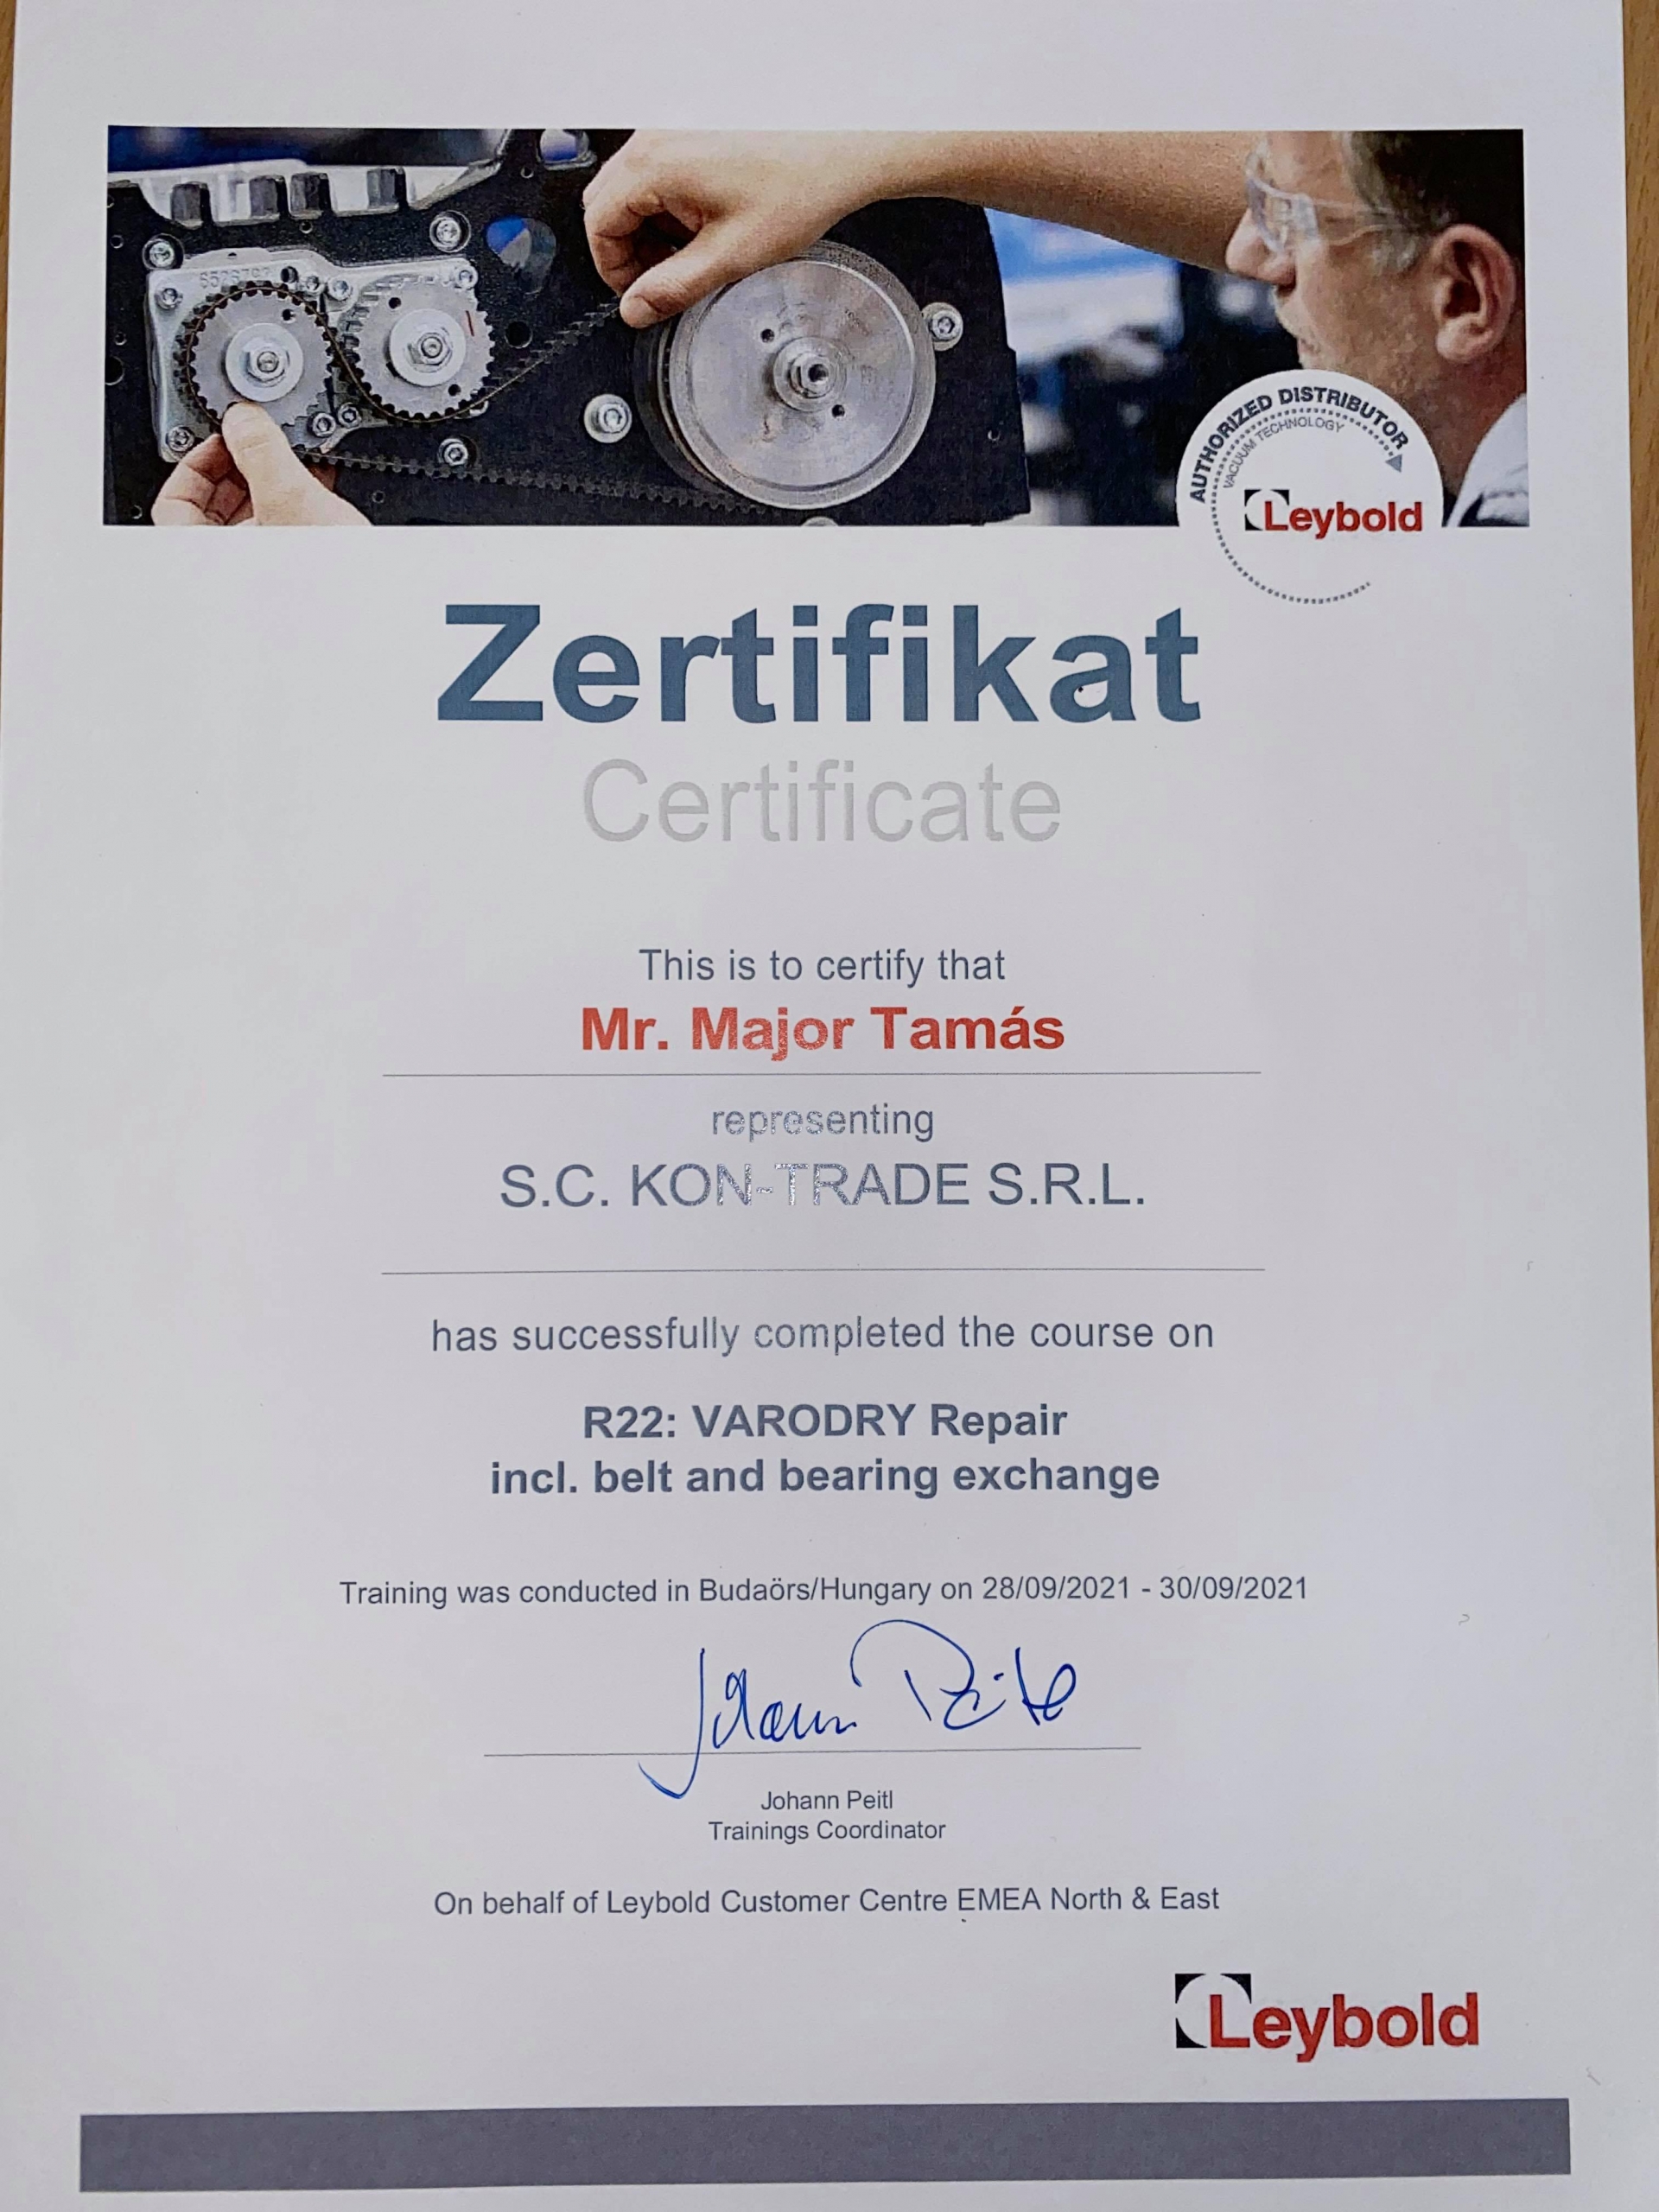 6526792
AUTHORIZED DISTRIBUTOR
VACUUM TECHNOLOGY
Leybold
Zertifikat
Certificate
This is to certify that
Mr. Major Tamás
representing
S.C. KON-TRADE S.R.L.
has successfully completed the course on
R22: VARODRY Repair
incl. belt and bearing exchange
Training was conducted in Budaörs/Hungary on 28/09/2021 - 30/09/2021
Johann Peitl
Johann Peitl
Trainings Coordinator
On behalf of Leybold Customer Centre EMEA North & East
Leybold